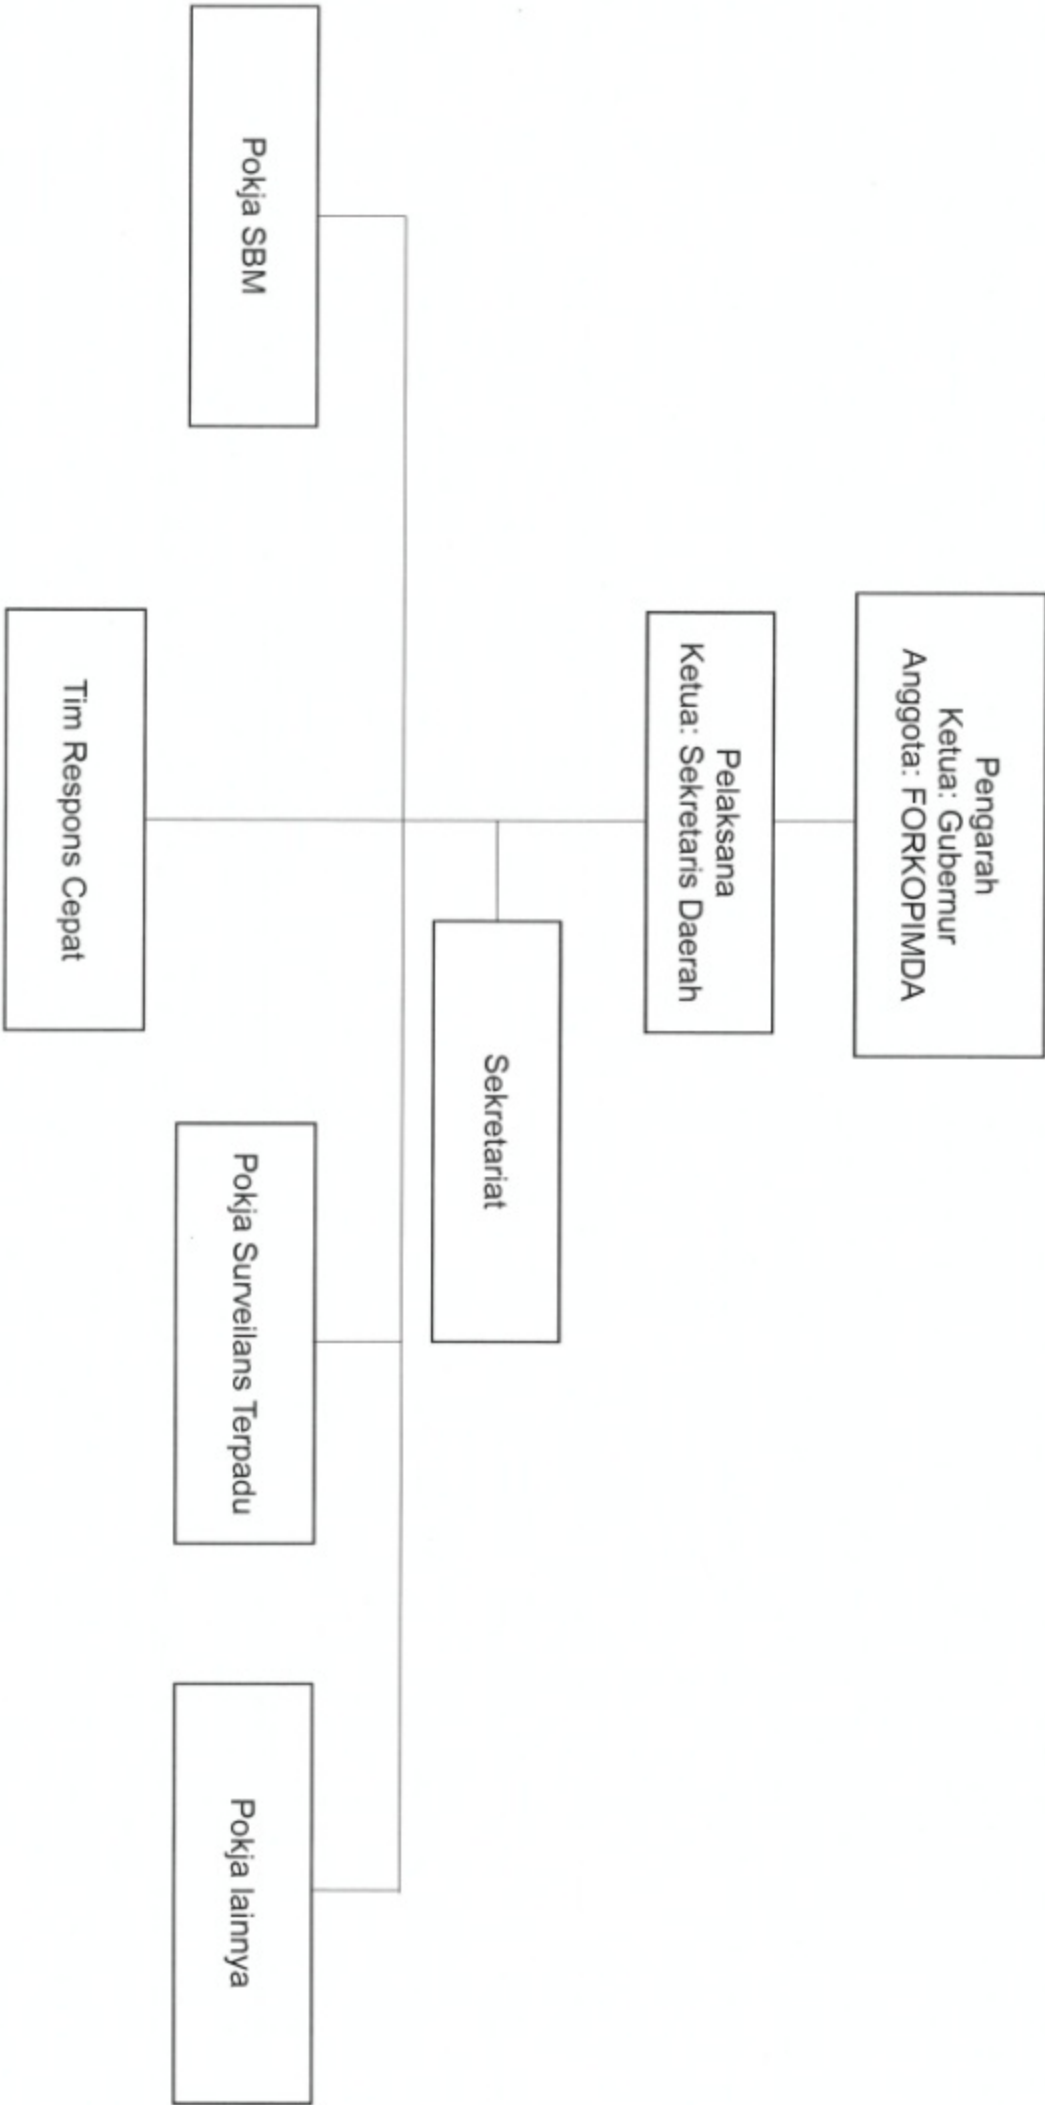 Pengarah
Ketua: Gubernur
Anggota: FORKOPIMDA
Pelaksana
Ketua: Sekretaris Daerah
Sekretariat
Pokja SBM
Tim Respons Cepat
Pokja Surveilans Terpadu
Pokja lainnya